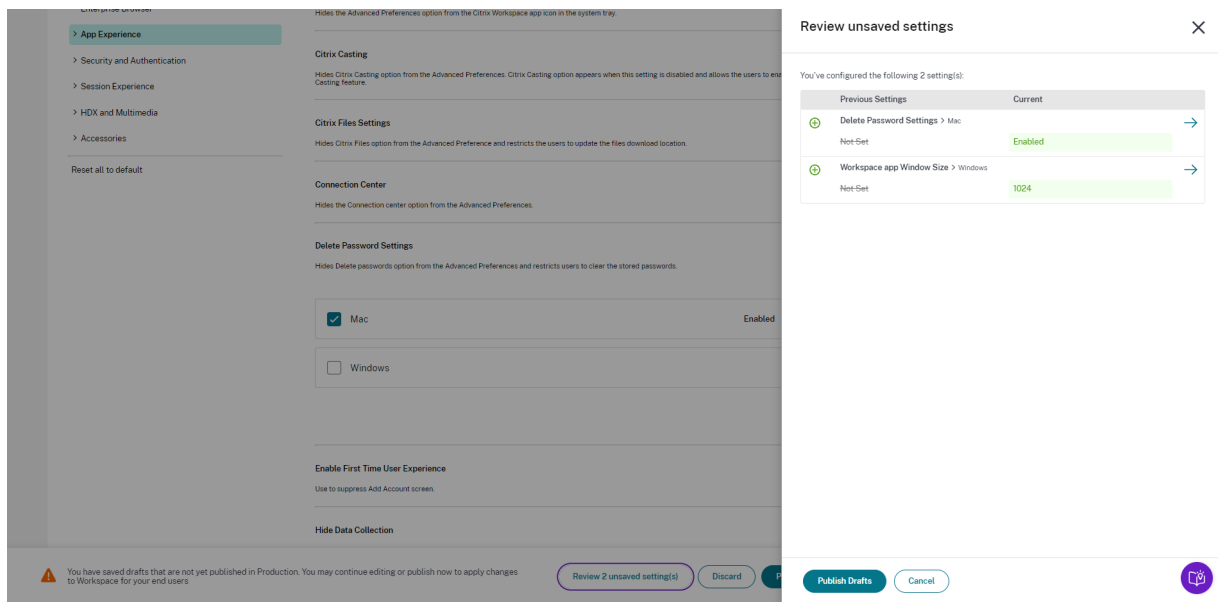 Enterprise Browser
Hides the Advanced Preferences option from the Citrix Workspace app icon in the system tray.
> App Experience
> Security and Authentication
> Session Experience
> HDX and Multimedia
> Accessories
Reset all to default
Citrix Casting
Hides Citrix Casting option from the Advanced Preferences. Citrix Casting option appears when this setting is disabled and allows the users to ena
Casting feature.
Citrix Files Settings
Hides Citrix Files option from the Advanced Preference and restricts the users to update the files download location.
Connection Center
Hides the Connection center option from the Advanced Preferences.
Delete Password Settings
Hides Delete passwords option from the Advanced Preferences and restricts users to clear the stored passwords.
Mac Enabled
Windows
Enable First Time User Experience
Use to suppress Add Account screen.
Hide Data Collection
You have saved drafts that are not yet published in Production. You may continue editing or publish now to apply changes
to Workspace for your end users
Review 2 unsaved setting(s) Discard P
Review unsaved settings
You've configured the following 2 setting(s):
Previous Settings Current
Delete Password Settings > Mac
Not Set Enabled
Workspace app Window Size > Windows
Not Set 1024
Publish Drafts Cancel